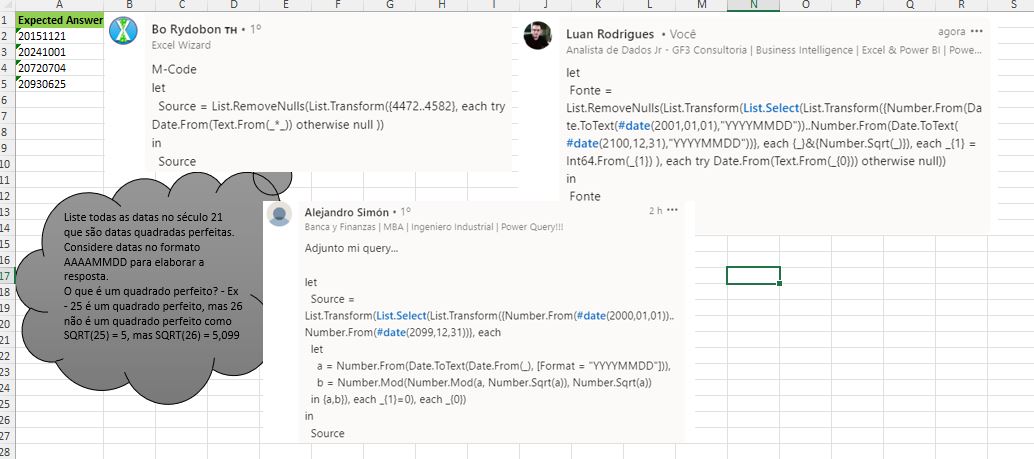 A B C D E F G H I J K L M N O P Q R S
1 Expected Answer
2 20151121
3 20241001
4 20720704
5 20930625
6
7
8
9
10
11
12
13
14
15
16
17
18
19
20
21
22
23
24
25
26
27
28
Bo Rydobon ᴛʜ • 1º
Excel Wizard
M-Code
let
Source = List.RemoveNulls(List.Transform({4472..4582}, each try
Date.From(Text.From(_*_)) otherwise null ))
in
Source
Luan Rodrigues • Você
agora •••
Analista de Dados Jr - GF3 Consultoria | Business Intelligence | Excel & Power BI | Powe...
let
Fonte =
List.RemoveNulls(List.Transform(List.Select(List.Transform({Number.From(Da
te.ToText(#date(2001,01,01),"YYYYMMDD"))..Number.From(Date.ToText(
#date(2100,12,31),"YYYYMMDD"))}, each {_}&{Number.Sqrt(_)}), each _{1} =
Int64.From(_{1}) ), each try Date.From(Text.From(_{0})) otherwise null))
in
Fonte
Liste todas as datas no século 21
que são datas quadradas perfeitas.
Considere datas no formato
AAAAMMDD para elaborar a
resposta.
O que é um quadrado perfeito? - Ex
- 25 é um quadrado perfeito, mas 26
não é um quadrado perfeito como
SQRT(25) = 5, mas SQRT(26) = 5,099
Alejandro Simón • 1º
2 h •••
Banca y Finanzas | MBA | Ingeniero Industrial | Power Query!!!
Adjunto mi query...
let
Source =
List.Transform(List.Select(List.Transform({Number.From(#date(2000,01,01))..
Number.From(#date(2099,12,31))}, each
let
a = Number.From(Date.ToText(Date.From(_), [Format = "YYYYMMDD"])),
b = Number.Mod(Number.Mod(a, Number.Sqrt(a)), Number.Sqrt(a))
in {a,b}), each _{1}=0), each _{0})
in
Source